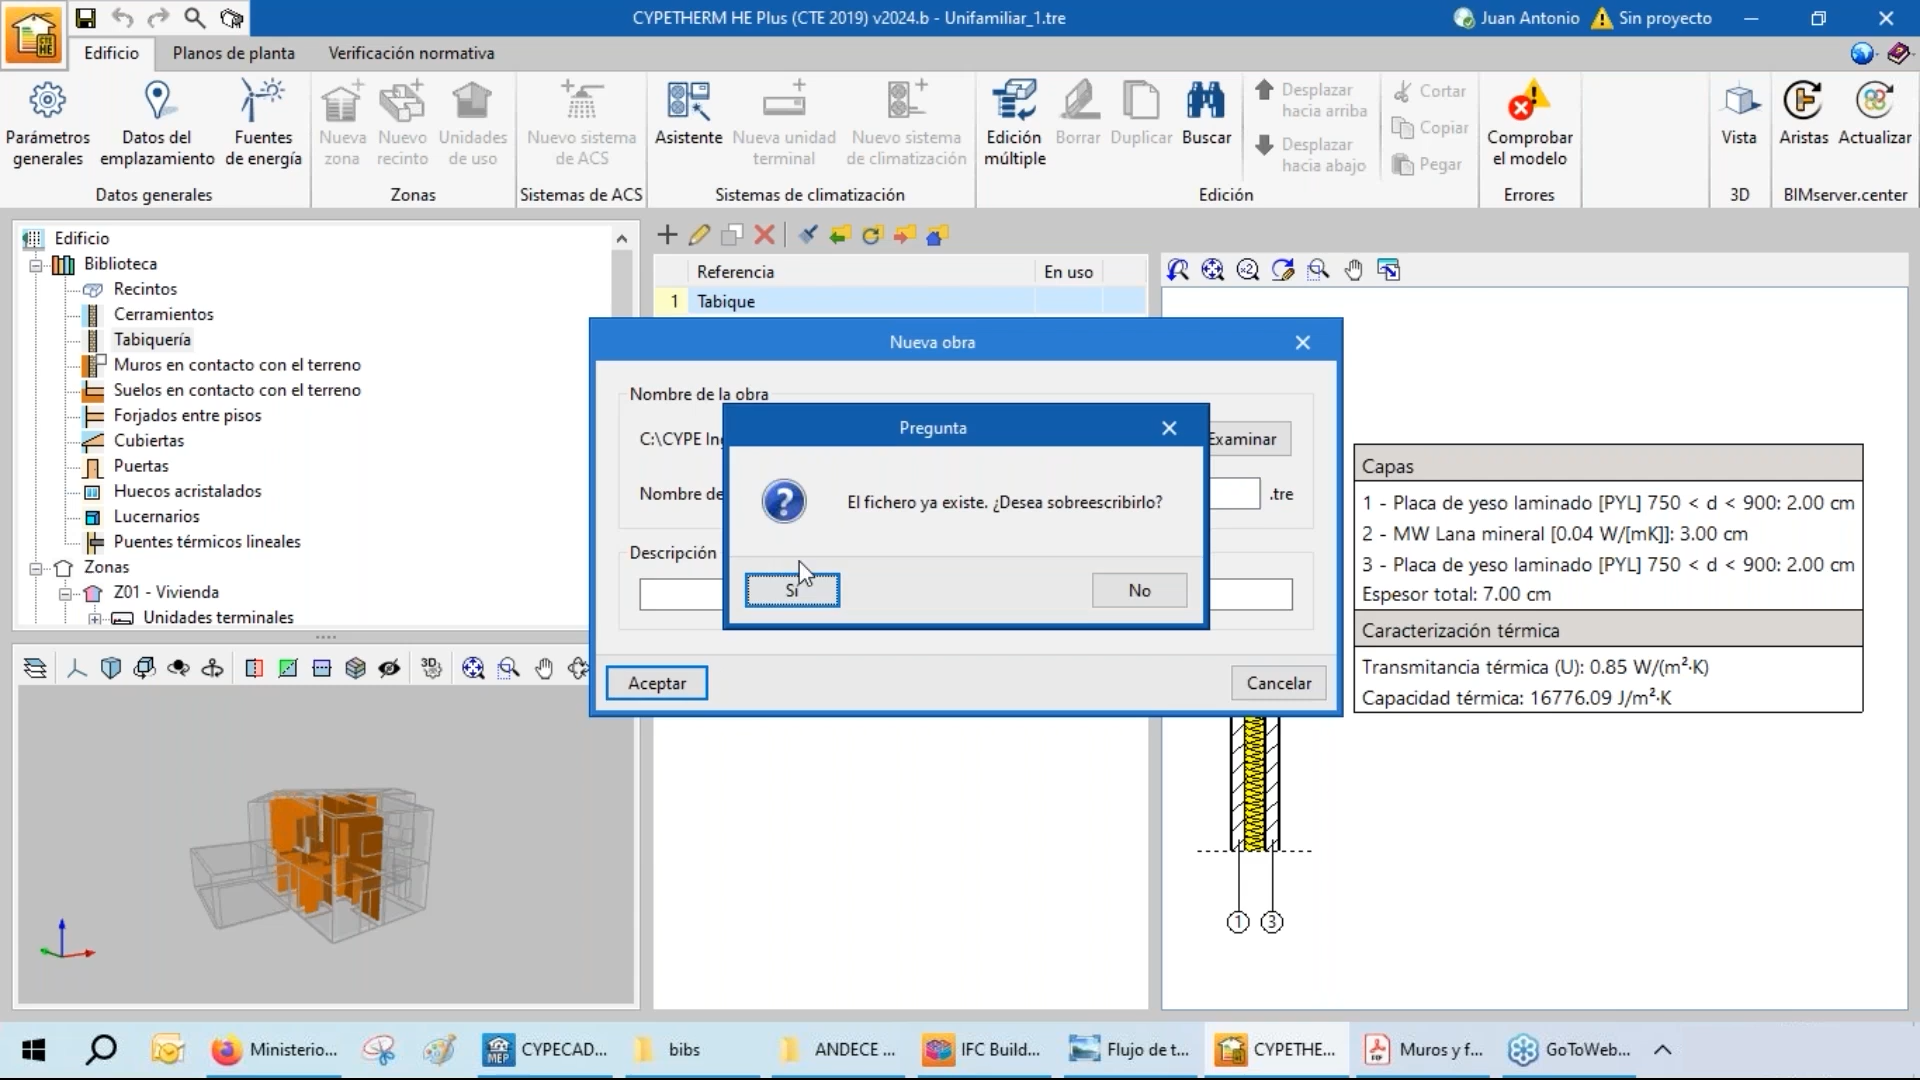 CYPETHERM HE Plus (CTE 2019) v2024.b - Unifamiliar_1.tre
Juan Antonio
Sin proyecto
CTE
HE
Edificio
Planos de planta
Verificación normativa
Parámetros
generales
Datos del
emplazamiento
Fuentes
de energía
Datos generales
Nueva
zona
Nuevo
recinto
Unidades
de uso
Zonas
Nuevo sistema
de ACS
Sistemas de ACS
Asistente
Nueva unidad
terminal
Nuevo sistema
de climatización
Sistemas de climatización
Edición
múltiple
Borrar
Duplicar
Buscar
Desplazar
hacia arriba
Desplazar
hacia abajo
Cortar
Copiar
Pegar
Edición
Comprobar
el modelo
Errores
Vista
3D
Aristas
Actualizar
BIMserver.center
Edificio
Biblioteca
Recintos
Cerramientos
Tabiquería
Muros en contacto con el terreno
Suelos en contacto con el terreno
Forjados entre pisos
Cubiertas
Puertas
Huecos acristalados
Lucernarios
Puentes térmicos lineales
Zonas
Z01 - Vivienda
Unidades terminales
3D
Referencia
En uso
1 Tabique
Nueva obra
Nombre de la obra
C:\CYPE Ing
Examinar
Nombre de
.tre
Descripción
Aceptar
Cancelar
Pregunta
El fichero ya existe. ¿Desea sobreescribirlo?
Sí
No
Capas
1 - Placa de yeso laminado [PYL] 750 < d < 900: 2.00 cm
2 - MW Lana mineral [0.04 W/[mK]]: 3.00 cm
3 - Placa de yeso laminado [PYL] 750 < d < 900: 2.00 cm
Espesor total: 7.00 cm
Caracterización térmica
Transmitancia térmica (U): 0.85 W/(m²·K)
Capacidad térmica: 16776.09 J/m²·K
1 3
Ministerio...
MEP
CYPECAD...
bibs
ANDECE ...
IFC Build...
Flujo de t...
CYPETHE...
Muros y f...
GoToWeb...